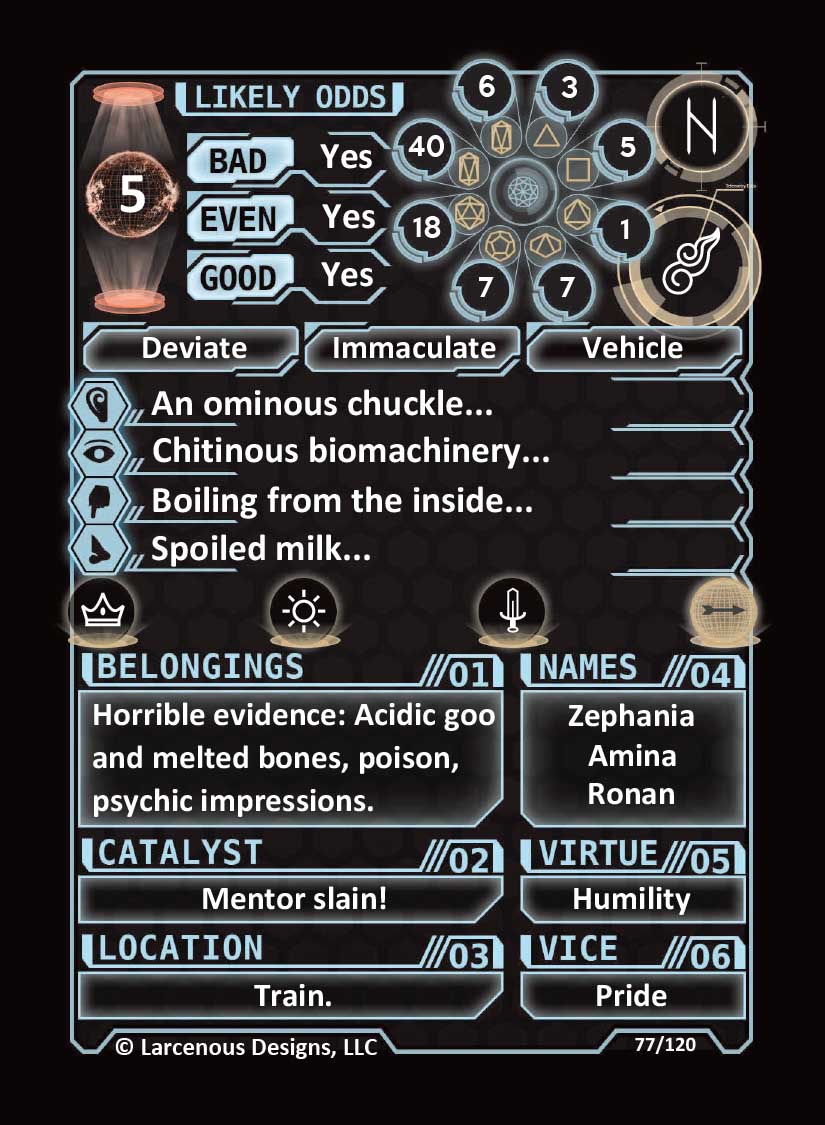 LIKELY ODDS
5
BAD Yes
EVEN Yes
GOOD Yes
6
3
40
5
18
1
7
7
ᚺ
Deviate
Immaculate
Vehicle
An ominous chuckle...
Chitinous biomachinery...
Boiling from the inside...
Spoiled milk...
BELONGINGS ///01
Horrible evidence: Acidic goo
and melted bones, poison,
psychic impressions.
NAMES ///04
Zephania
Amina
Ronan
CATALYST ///02
Mentor slain!
VIRTUE ///05
Humility
LOCATION ///03
Train.
VICE ///06
Pride
© Larcenous Designs, LLC
77/120